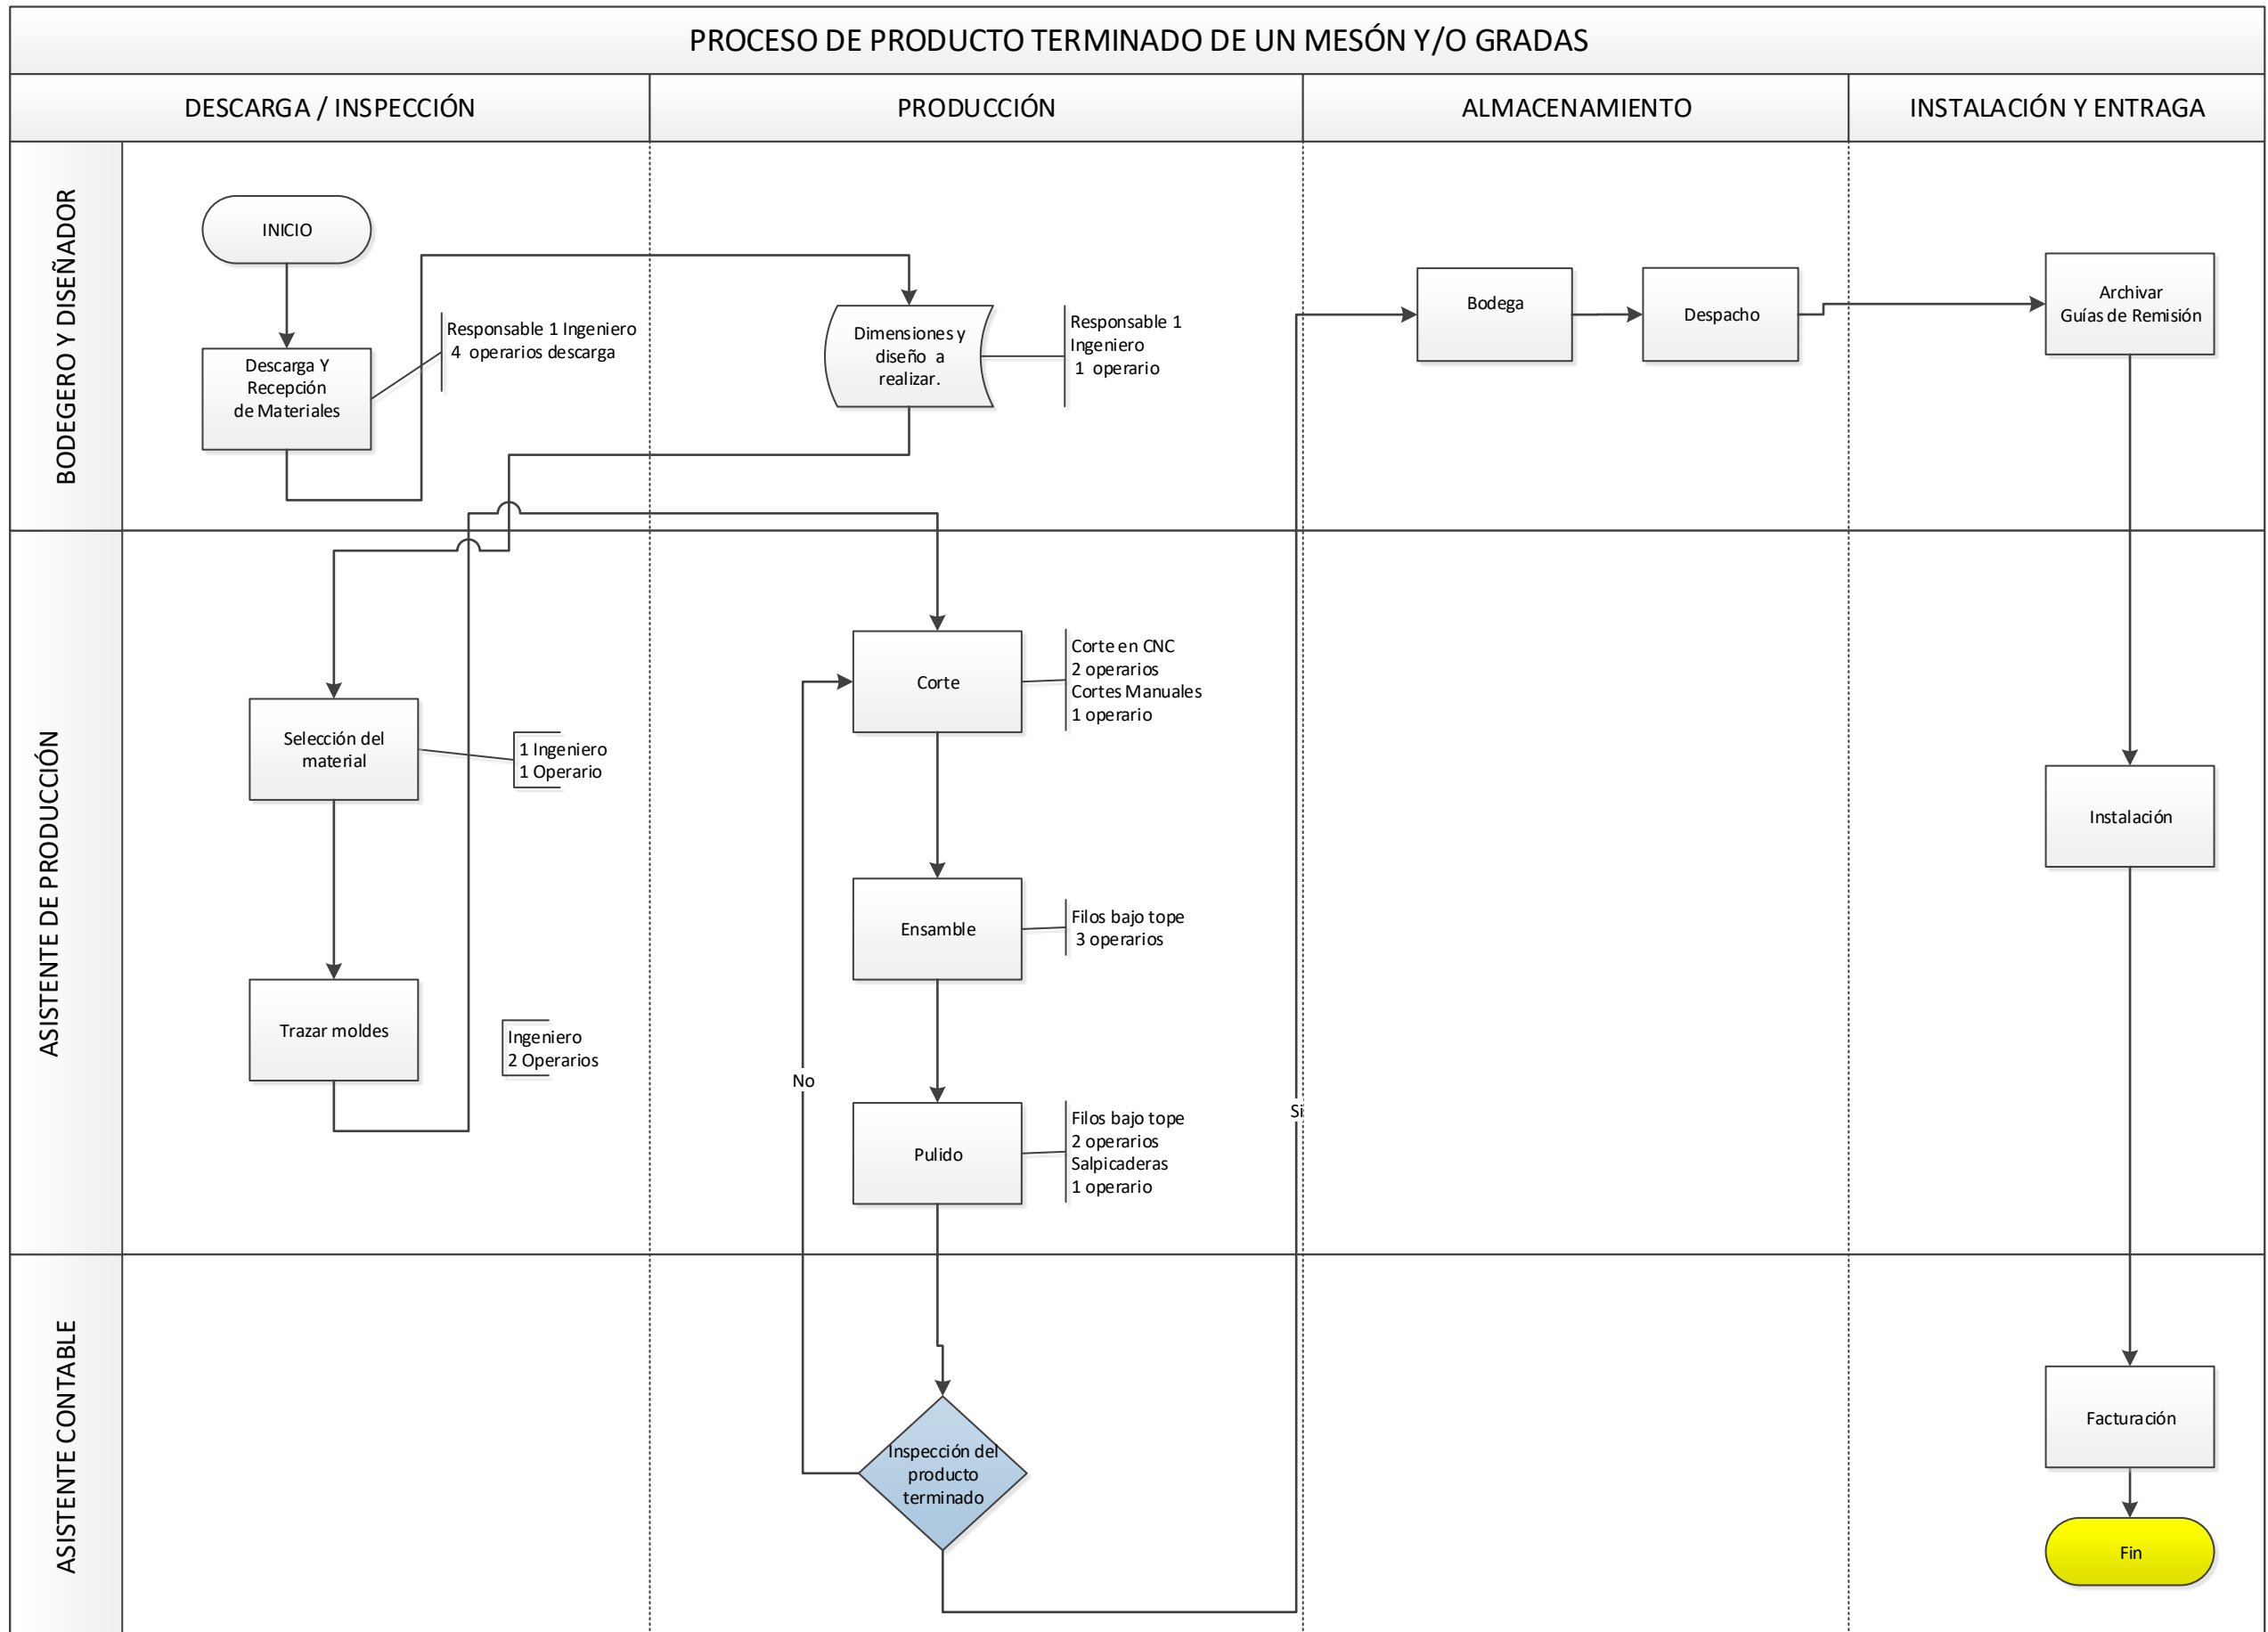 PROCESO DE PRODUCTO TERMINADO DE UN MESÓN Y/O GRADAS
DESCARGA / INSPECCIÓN
PRODUCCIÓN
ALMACENAMIENTO
INSTALACIÓN Y ENTRAGA
BODEGERO Y DISEÑADOR
INICIO
Descarga Y
Recepción
de Materiales
Responsable 1 Ingeniero
4 operarios descarga
Dimensiones y
diseño a
realizar.
Responsable 1
Ingeniero
1 operario
Bodega
Despacho
Archivar
Guías de Remisión
ASISTENTE DE PRODUCCIÓN
Selección del
material
1 Ingeniero
1 Operario
Trazar moldes
Ingeniero
2 Operarios
Corte
Corte en CNC
2 operarios
Cortes Manuales
1 operario
Ensamble
Filos bajo tope
3 operarios
Pulido
Filos bajo tope
2 operarios
Salpicaderas
1 operario
No
Si
Instalación
ASISTENTE CONTABLE
Inspección del
producto
terminado
Facturación
Fin